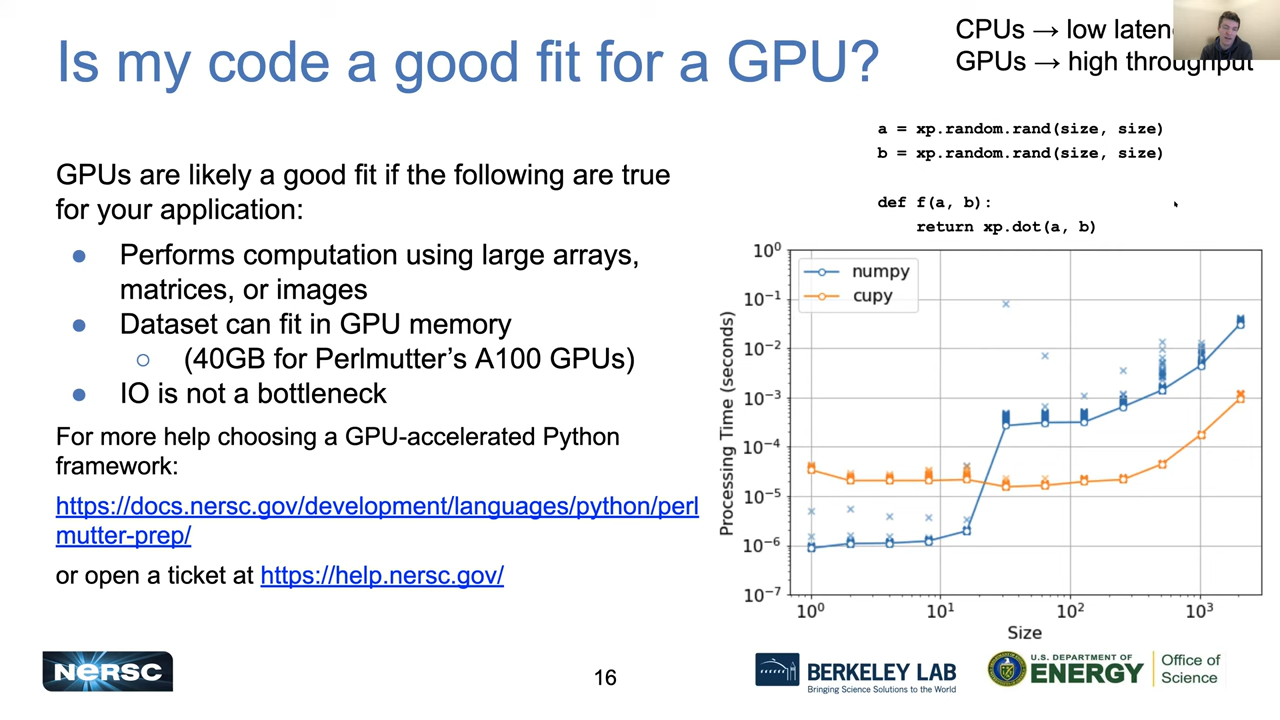 Is my code a good fit for a GPU?
CPUs → low
GPUs → high throughput
GPUs are likely a good fit if the following are true
for your application:
● Performs computation using large arrays,
matrices, or images
● Dataset can fit in GPU memory
○ (40GB for Perlmutter’s A100 GPUs)
● IO is not a bottleneck
For more help choosing a GPU-accelerated Python
framework:
https://docs.nersc.gov/development/languages/python/perl
mutter-prep/
or open a ticket at https://help.nersc.gov/
a = xp.random.rand(size, size)
b = xp.random.rand(size, size)
def f(a, b):
return xp.dot(a, b)
numpy
cupy
Processing Time (seconds)
10⁰
10⁻¹
10⁻²
10⁻³
10⁻⁴
10⁻⁵
10⁻⁶
10⁻⁷
10⁰ 10¹ 10² 10³
Size
NERSC
16
BERKELEY LAB
Bringing Science Solutions to the World
U.S. DEPARTMENT OF
ENERGY
Office of
Science